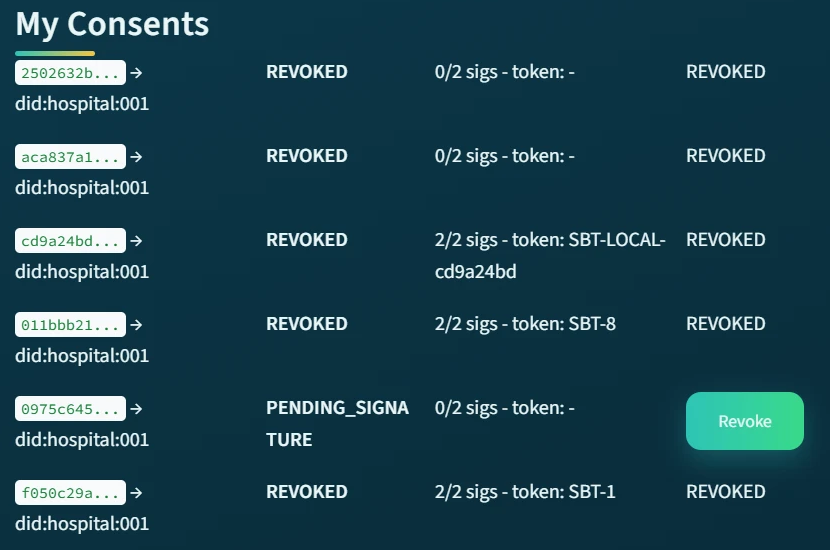 My Consents
2502632b... → REVOKED 0/2 sigs - token: - REVOKED
did:hospital:001
aca837a1... → REVOKED 0/2 sigs - token: - REVOKED
did:hospital:001
cd9a24bd... → REVOKED 2/2 sigs - token: SBT-LOCAL- REVOKED
did:hospital:001 cd9a24bd
011bbb21... → REVOKED 2/2 sigs - token: SBT-8 REVOKED
did:hospital:001
0975c645... → PENDING_SIGNA 0/2 sigs - token: - Revoke
did:hospital:001 TURE
f050c29a... → REVOKED 2/2 sigs - token: SBT-1 REVOKED
did:hospital:001